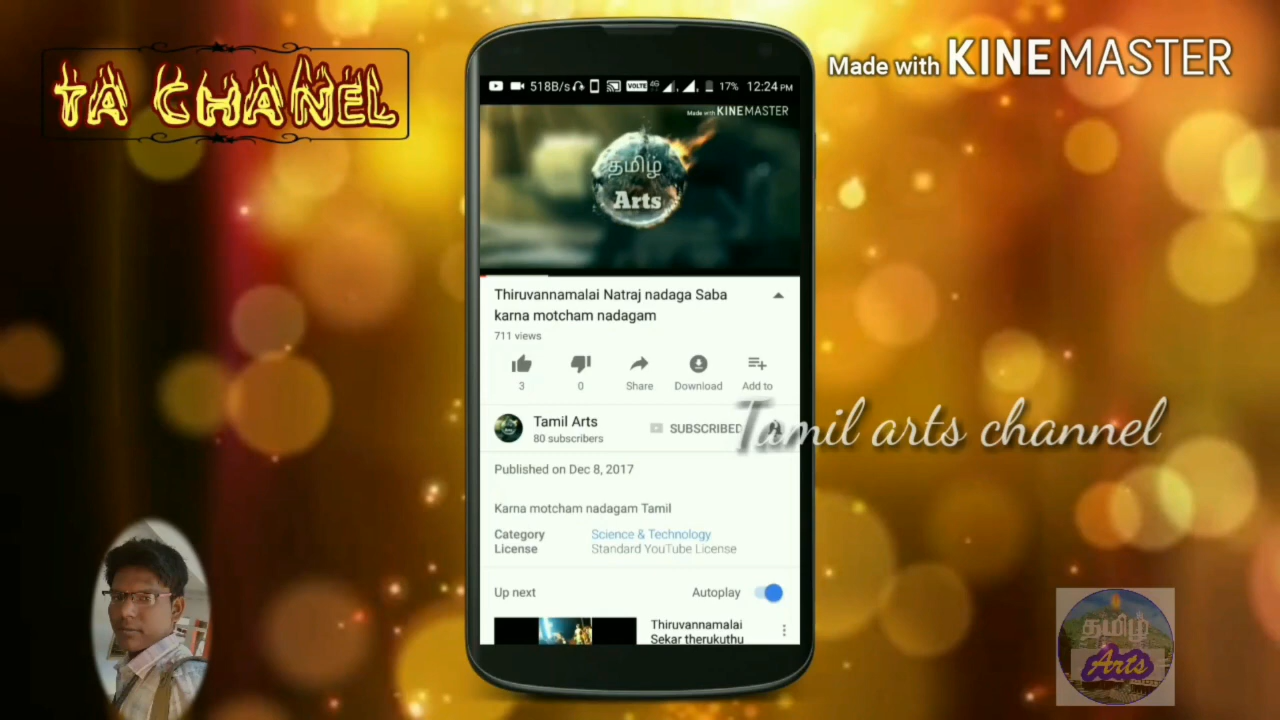 TA CHANEL
Made with KINEMASTER
518B/s VOLTE 4G 17% 12:24 PM
Made with KINEMASTER
தமிழ்
Arts
Thiruvannamalai Natraj nadaga Saba
karna motcham nadagam
711 views
3 0 Share Download Add to
Tamil Arts
80 subscribers
SUBSCRIBED
Tamil arts channel
Published on Dec 8, 2017
Karna motcham nadagam Tamil
Category Science & Technology
License Standard YouTube License
Up next Autoplay
Thiruvannamalai
Sekar therukuthu
தமிழ்
Arts